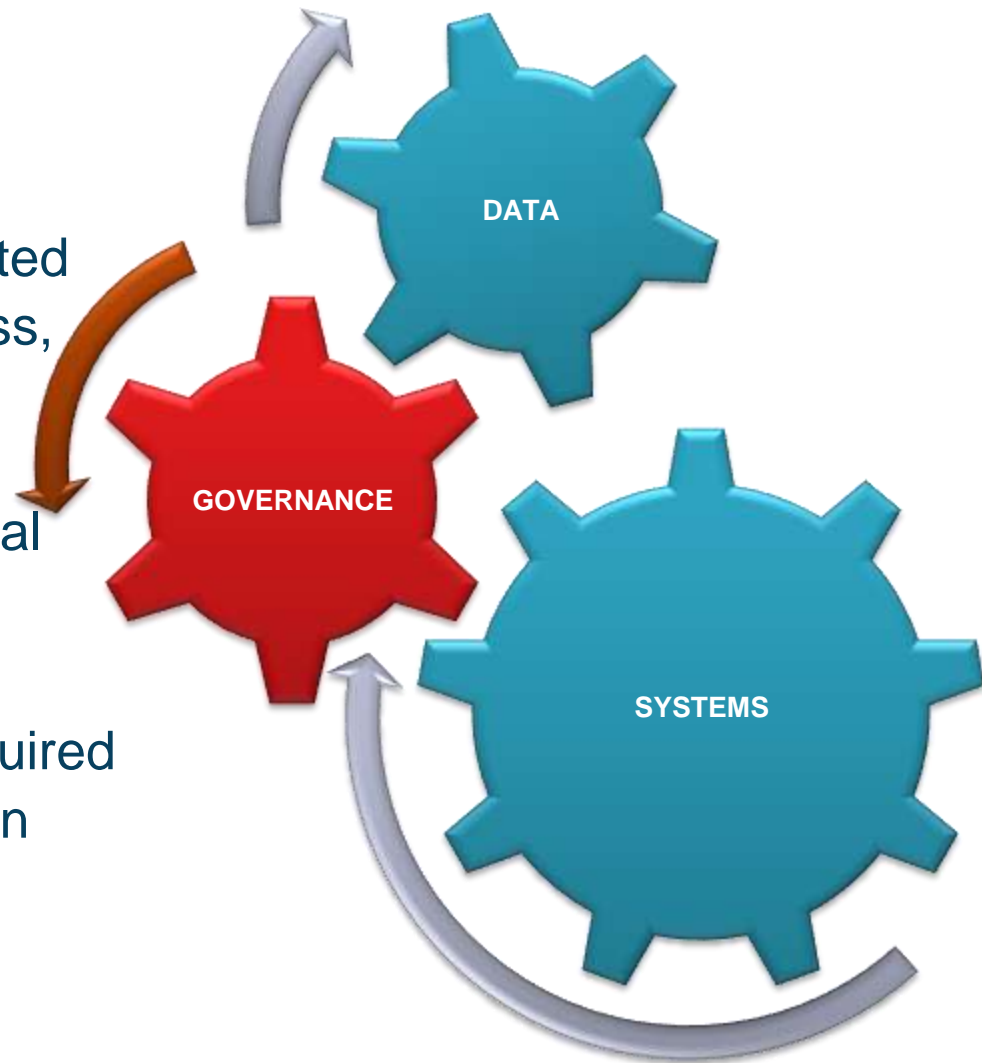 DATA
ted
ss,
GOVERNANCE
al
SYSTEMS
uired
n